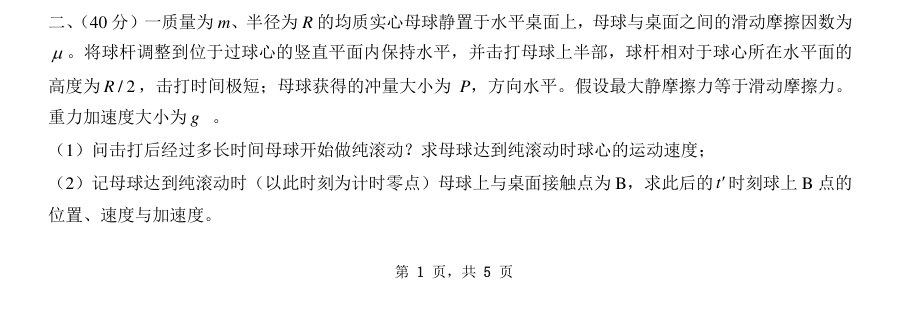 二、（40 分）一质量为 m、半径为 R 的均质实心母球静置于水平桌面上，母球与桌面之间的滑动摩擦因数为
μ 。将球杆调整到位于过球心的竖直平面内保持水平，并击打母球上半部，球杆相对于球心所在水平面的
高度为 R / 2 ，击打时间极短；母球获得的冲量大小为 P，方向水平。假设最大静摩擦力等于滑动摩擦力。
重力加速度大小为 g 。
（1）问击打后经过多长时间母球开始做纯滚动？求母球达到纯滚动时球心的运动速度；
（2）记母球达到纯滚动时（以此时刻为计时零点）母球上与桌面接触点为 B，求此后的 t′ 时刻球上 B 点的
位置、速度与加速度。
第 1 页，共 5 页